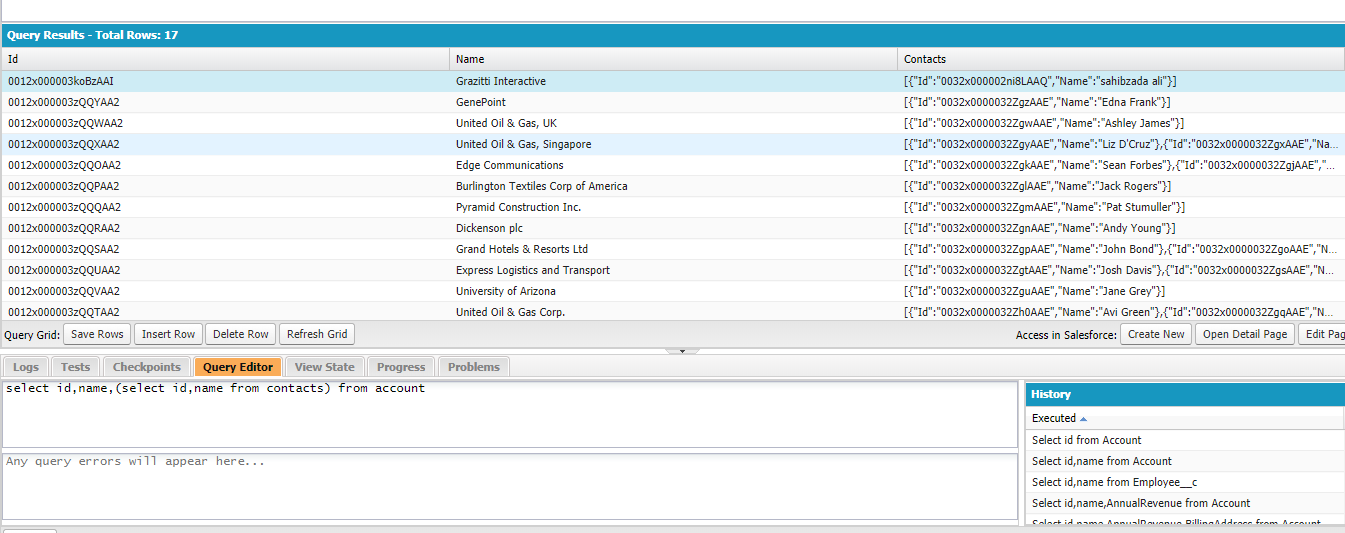 Query Results - Total Rows: 17
Id Name Contacts
0012x000003koBzAAI Grazitti Interactive [{"Id":"0032x000002ni8LAAQ","Name":"sahibzada ali"}]
0012x000003zQQYAA2 GenePoint [{"Id":"0032x0000032ZgzAAE","Name":"Edna Frank"}]
0012x000003zQQWAA2 United Oil & Gas, UK [{"Id":"0032x0000032ZgwAAE","Name":"Ashley James"}]
0012x000003zQQXAA2 United Oil & Gas, Singapore [{"Id":"0032x0000032ZgyAAE","Name":"Liz D'Cruz"},{"Id":"0032x0000032ZgxAAE","Na...
0012x000003zQQOAA2 Edge Communications [{"Id":"0032x0000032ZgkAAE","Name":"Sean Forbes"},{"Id":"0032x0000032ZgjAAE","...
0012x000003zQQPAA2 Burlington Textiles Corp of America [{"Id":"0032x0000032ZglAAE","Name":"Jack Rogers"}]
0012x000003zQQQAA2 Pyramid Construction Inc. [{"Id":"0032x0000032ZgmAAE","Name":"Pat Stumuller"}]
0012x000003zQQRAA2 Dickenson plc [{"Id":"0032x0000032ZgnAAE","Name":"Andy Young"}]
0012x000003zQQSAA2 Grand Hotels & Resorts Ltd [{"Id":"0032x0000032ZgpAAE","Name":"John Bond"},{"Id":"0032x0000032ZgoAAE","N...
0012x000003zQQUAA2 Express Logistics and Transport [{"Id":"0032x0000032ZgtAAE","Name":"Josh Davis"},{"Id":"0032x0000032ZgsAAE","N...
0012x000003zQQVAA2 University of Arizona [{"Id":"0032x0000032ZguAAE","Name":"Jane Grey"}]
0012x000003zQQTAA2 United Oil & Gas Corp. [{"Id":"0032x0000032Zh0AAE","Name":"Avi Green"},{"Id":"0032x0000032ZgqAAE","N...
Query Grid: Save Rows Insert Row Delete Row Refresh Grid Access in Salesforce: Create New Open Detail Page Edit Pag
Logs Tests Checkpoints Query Editor View State Progress Problems
select id,name,(select id,name from contacts) from account
Any query errors will appear here...
History
Executed
Select id from Account
Select id,name from Account
Select id,name from Employee__c
Select id,name,AnnualRevenue from Account
Select id,name,AnnualRevenue,BillingAddress from Account